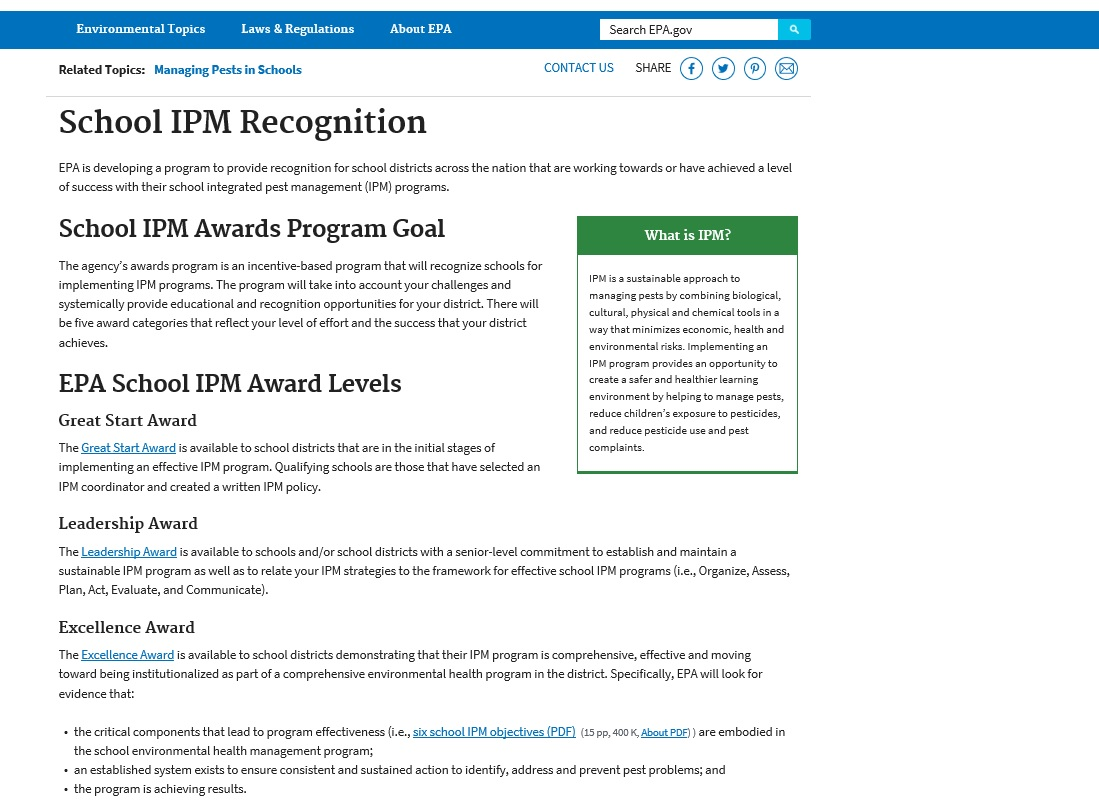 Environmental Topics Laws & Regulations About EPA Search EPA.gov
Related Topics: Managing Pests in Schools CONTACT US SHARE
School IPM Recognition
EPA is developing a program to provide recognition for school districts across the nation that are working towards or have achieved a level
of success with their school integrated pest management (IPM) programs.
School IPM Awards Program Goal
The agency's awards program is an incentive-based program that will recognize schools for
implementing IPM programs. The program will take into account your challenges and
systemically provide educational and recognition opportunities for your district. There will
be five award categories that reflect your level of effort and the success that your district
achieves.
What is IPM?
IPM is a sustainable approach to
managing pests by combining biological,
cultural, physical and chemical tools in a
way that minimizes economic, health and
environmental risks. Implementing an
IPM program provides an opportunity to
create a safer and healthier learning
environment by helping to manage pests,
reduce children's exposure to pesticides,
and reduce pesticide use and pest
complaints.
EPA School IPM Award Levels
Great Start Award
The Great Start Award is available to school districts that are in the initial stages of
implementing an effective IPM program. Qualifying schools are those that have selected an
IPM coordinator and created a written IPM policy.
Leadership Award
The Leadership Award is available to schools and/or school districts with a senior-level commitment to establish and maintain a
sustainable IPM program as well as to relate your IPM strategies to the framework for effective school IPM programs (i.e., Organize, Assess,
Plan, Act, Evaluate, and Communicate).
Excellence Award
The Excellence Award is available to school districts demonstrating that their IPM program is comprehensive, effective and moving
toward being institutionalized as part of a comprehensive environmental health program in the district. Specifically, EPA will look for
evidence that:
• the critical components that lead to program effectiveness (i.e., six school IPM objectives (PDF) (15 pp, 400 K, About PDF) ) are embodied in
the school environmental health management program;
• an established system exists to ensure consistent and sustained action to identify, address and prevent pest problems; and
• the program is achieving results.